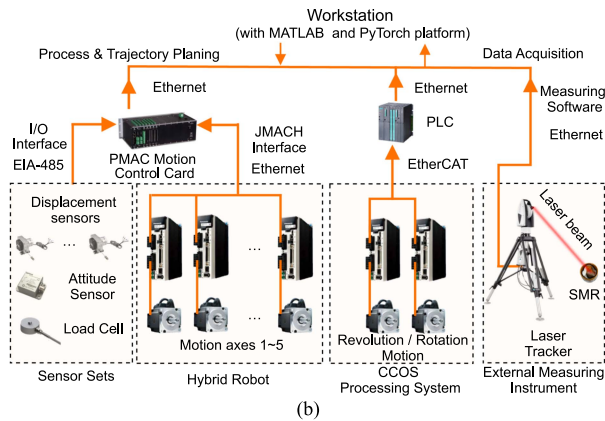 Workstation
(with MATLAB and PyTorch platform)
Process & Trajectory Planing
Data Acquisition
Ethernet
Ethernet
Measuring
Software
Ethernet
I/O
Interface
EIA-485
PMAC Motion
Control Card
JMACH
Interface
Ethernet
PLC
EtherCAT
Displacement
sensors
...
Attitude
Sensor
Load Cell
Sensor Sets
...
...
Motion axes 1~5
Hybrid Robot
Revolution / Rotation
Motion
CCOS
Processing System
Laser beam
SMR
Laser
Tracker
External Measuring
Instrument
(b)